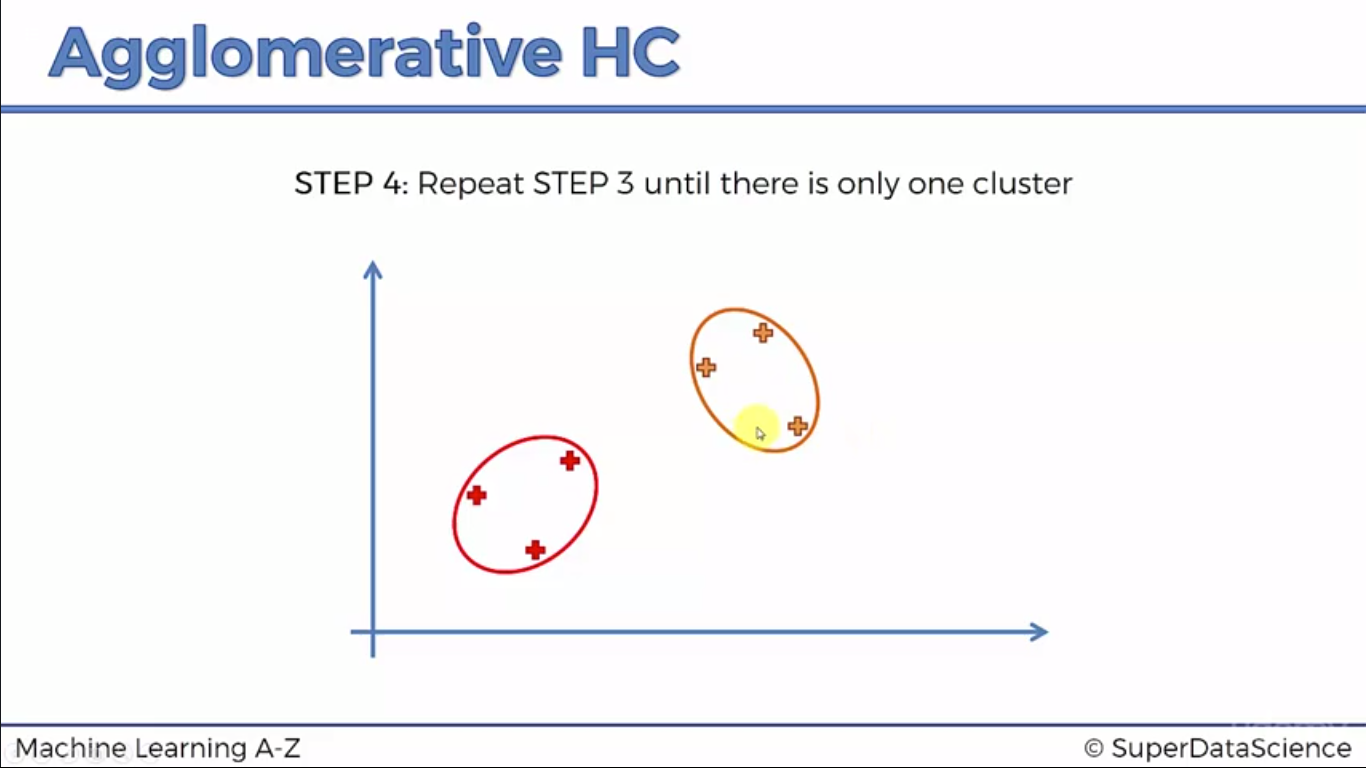 Agglomerative HC
STEP 4: Repeat STEP 3 until there is only one cluster
Machine Learning A-Z
© SuperDataScience